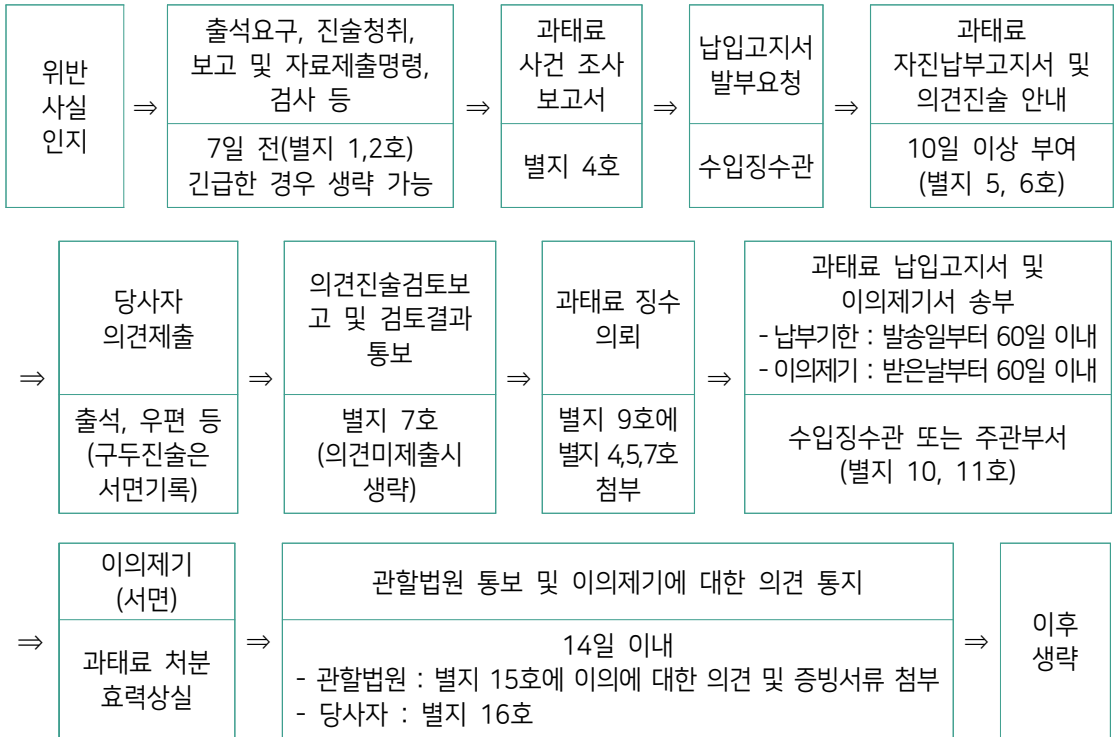 위반
사실
인지
⇒
출석요구, 진술청취,
보고 및 자료제출명령,
검사 등
7일 전(별지 1,2호)
긴급한 경우 생략 가능
⇒
과태료
사건 조사
보고서
별지 4호
⇒
납입고지서
발부요청
수입징수관
⇒
과태료
자진납부고지서 및
의견진술 안내
10일 이상 부여
(별지 5, 6호)
⇒
당사자
의견제출
출석, 우편 등
(구두진술은
서면기록)
⇒
의견진술검토보
고 및 검토결과
통보
별지 7호
(의견미제출시
생략)
⇒
과태료 징수
의뢰
별지 9호에
별지 4,5,7호
첨부
⇒
과태료 납입고지서 및
이의제기서 송부
- 납부기한 : 발송일부터 60일 이내
- 이의제기 : 받은날부터 60일 이내
수입징수관 또는 주관부서
(별지 10, 11호)
⇒
이의제기
(서면)
과태료 처분
효력상실
⇒
관할법원 통보 및 이의제기에 대한 의견 통지
14일 이내
- 관할법원 : 별지 15호에 이의에 대한 의견 및 증빙서류 첨부
- 당사자 : 별지 16호
⇒
이후
생략